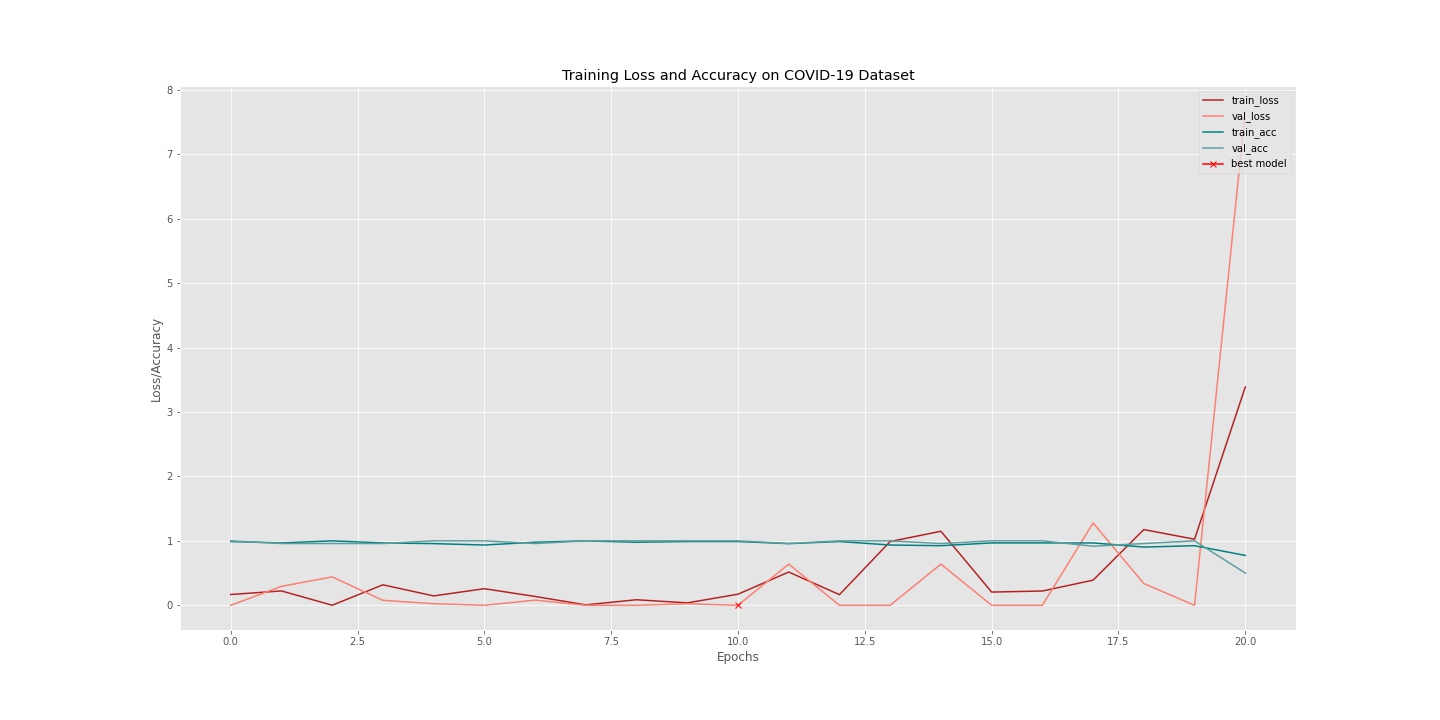 Training Loss and Accuracy on COVID-19 Dataset
8
7
6
5
4
3
2
1
0
Loss/Accuracy
train_loss
val_loss
train_acc
val_acc
best model
0.0 2.5 5.0 7.5 10.0 12.5 15.0 17.5 20.0
Epochs